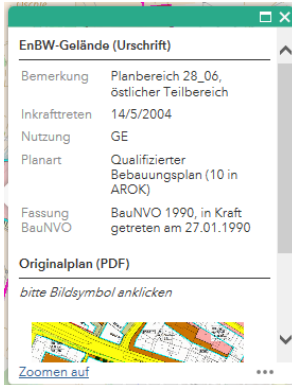 EnBW-Gelände (Urschrift)
Bemerkung Planbereich 28_06,
östlicher Teilbereich
Inkrafttreten 14/5/2004
Nutzung GE
Planart Qualifizierter
Bebauungsplan (10 in
AROK)
Fassung BauNVO 1990, in Kraft
BauNVO getreten am 27.01.1990
Originalplan (PDF)
bitte Bildsymbol anklicken
Zoomen auf